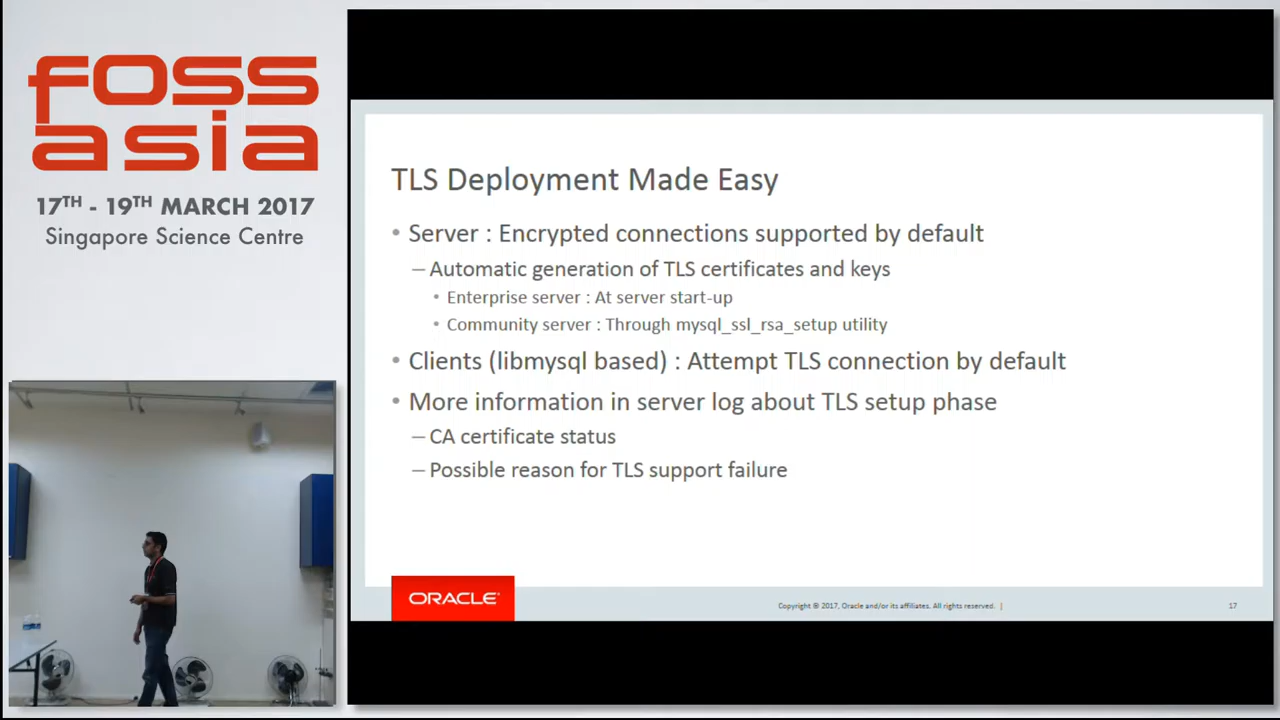 foss
asia
17TH - 19TH MARCH 2017
Singapore Science Centre
TLS Deployment Made Easy
• Server : Encrypted connections supported by default
– Automatic generation of TLS certificates and keys
• Enterprise server : At server start-up
• Community server : Through mysql_ssl_rsa_setup utility
• Clients (libmysql based) : Attempt TLS connection by default
• More information in server log about TLS setup phase
– CA certificate status
– Possible reason for TLS support failure
ORACLE®
Copyright © 2017, Oracle and/or its affiliates. All rights reserved. |
17